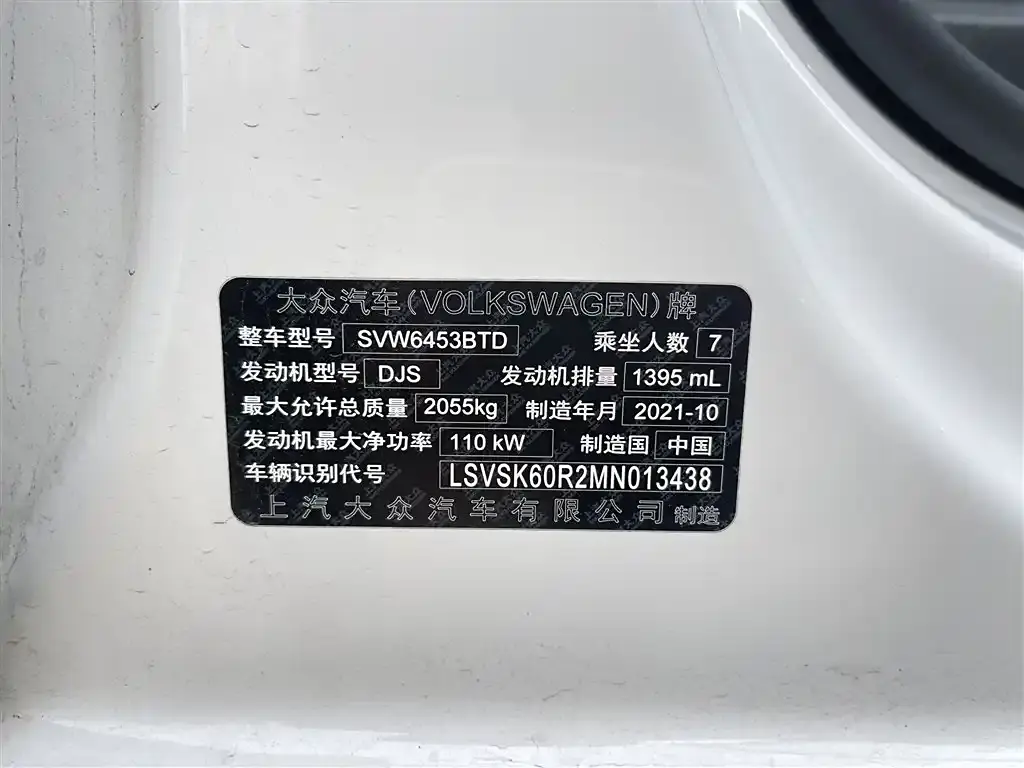 大众汽车(VOLKSWAGEN)牌
整车型号 SVW6453BTD 乘坐人数 7
发动机型号 DJS 发动机排量 1395 mL
最大允许总质量 2055kg 制造年月 2021-10
发动机最大净功率 110 kW 制造国 中国
车辆识别代号 LSVSK60R2MN013438
上汽大众汽车有限公司 制造